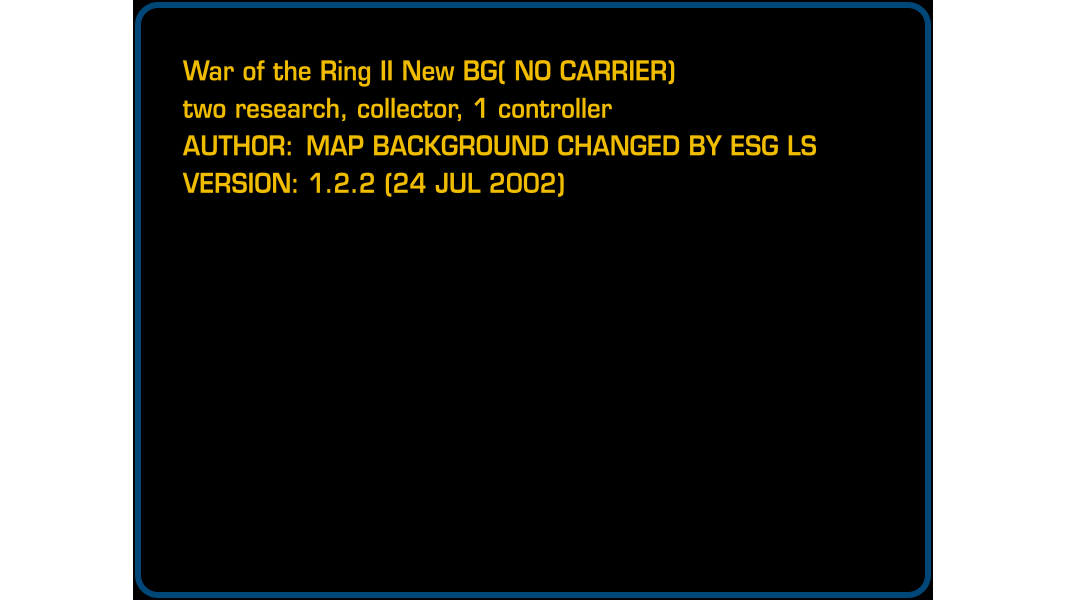 War of the Ring II New BG( NO CARRIER)
two research, collector, 1 controller
AUTHOR:  MAP BACKGROUND CHANGED BY ESG LS
VERSION: 1.2.2 (24 JUL 2002)